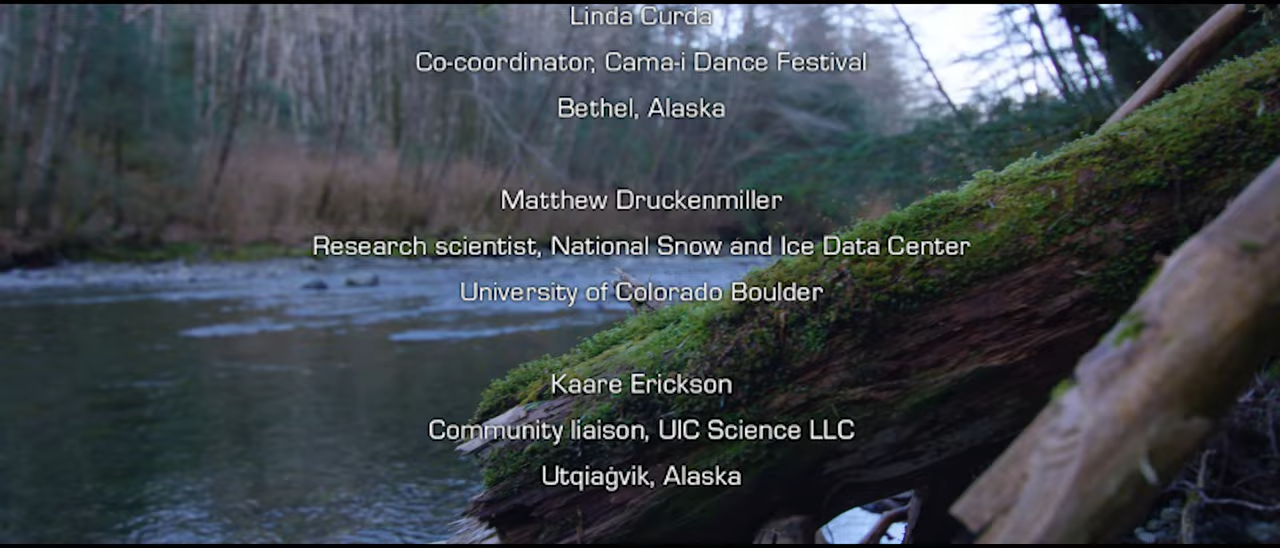 Linda Curda
Co-coordinator, Cama-i Dance Festival
Bethel, Alaska
Matthew Druckenmiller
Research scientist, National Snow and Ice Data Center
University of Colorado Boulder
Kaare Erickson
Community liaison, UIC Science LLC
Utqiaġvik, Alaska